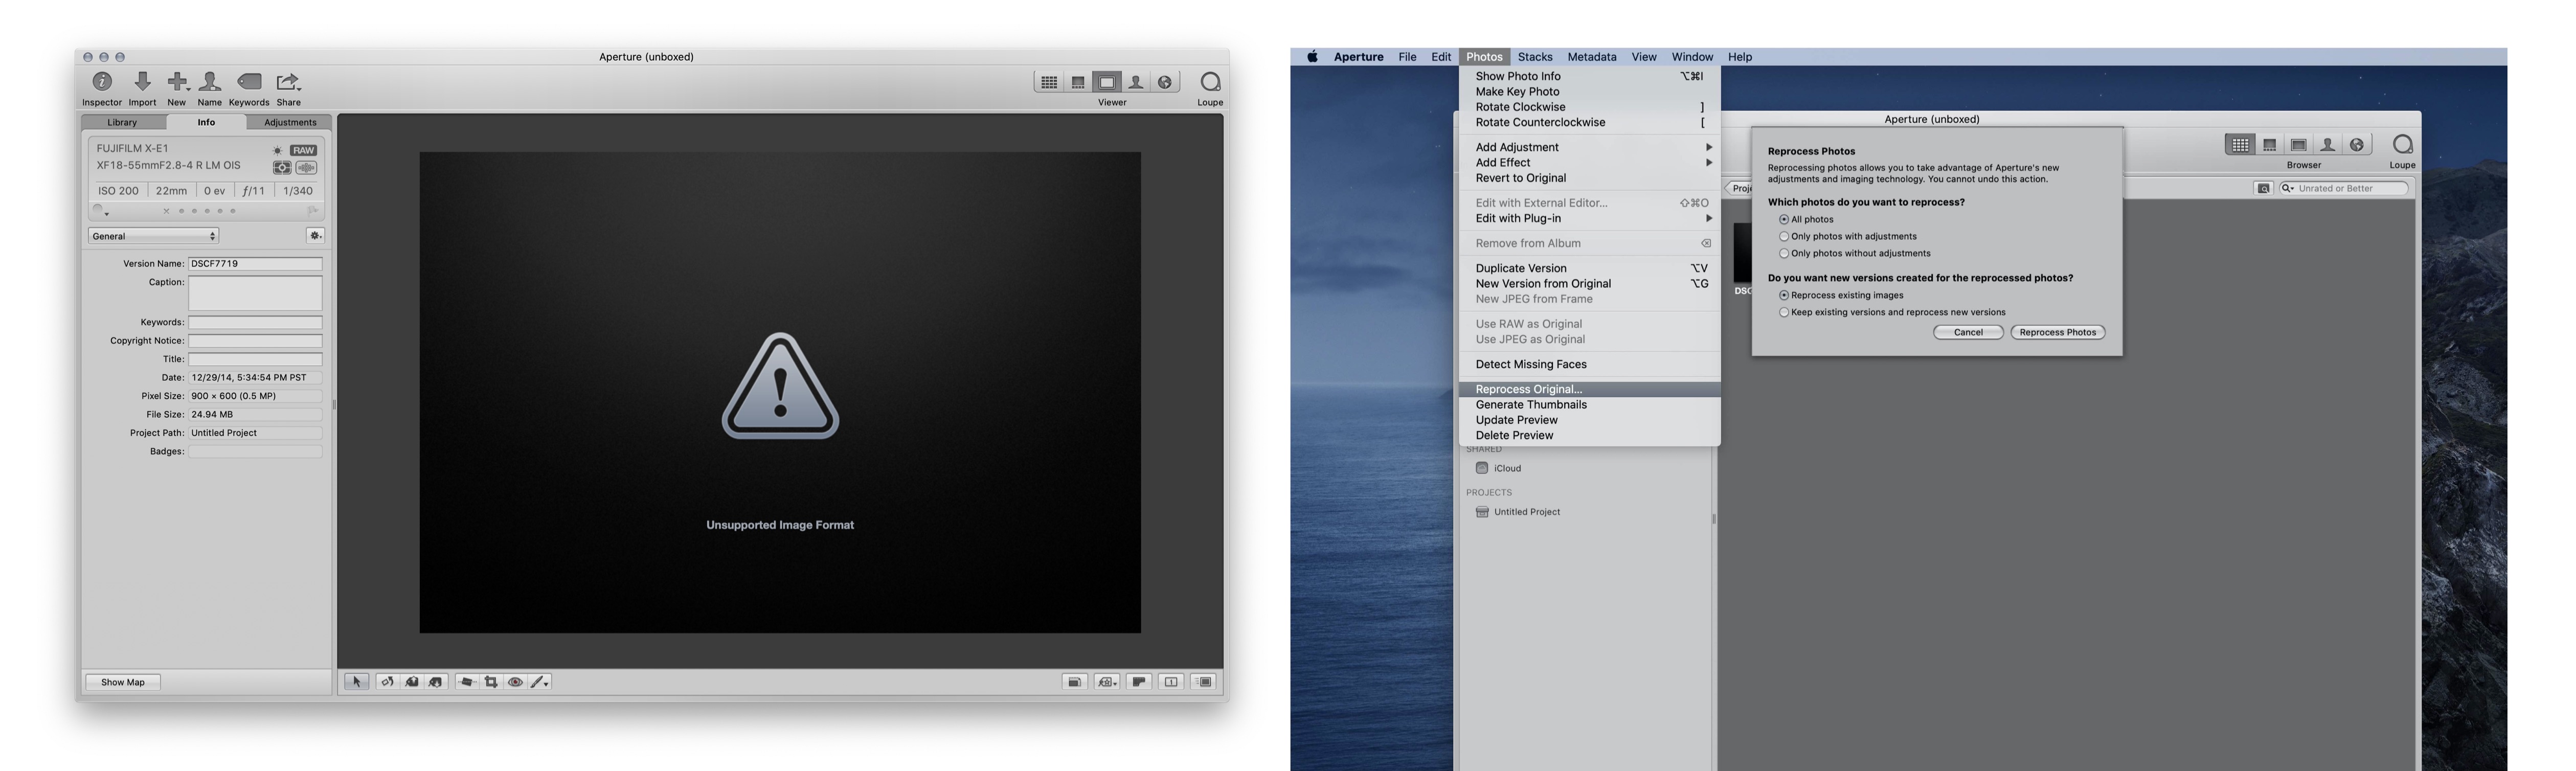 Aperture (unboxed)
Inspector Import New Name Keywords Share
Viewer
Loupe
Library Info Adjustments
FUJIFILM X-E1
RAW
XF18-55mmF2.8-4 R LM OIS
ISO 200 22mm 0 ev ƒ/11 1/340
General
Version Name: DSCF7719
Caption:
Keywords:
Copyright Notice:
Title:
Date: 12/29/14, 5:34:54 PM PST
Pixel Size: 900 × 600 (0.5 MP)
File Size: 24.94 MB
Project Path: Untitled Project
Badges:
Unsupported Image Format
Show Map
1
Aperture File Edit Photos Stacks Metadata View Window Help
Show Photo Info ⌥⌘I
Make Key Photo
Rotate Clockwise ]
Rotate Counterclockwise [
Add Adjustment
Add Effect
Revert to Original
Edit with External Editor... ⇧⌘O
Edit with Plug-in
Remove from Album ⌫
Duplicate Version ⌥V
New Version from Original ⌥G
New JPEG from Frame
Use RAW as Original
Use JPEG as Original
Detect Missing Faces
Reprocess Original...
Generate Thumbnails
Update Preview
Delete Preview
SHARED
iCloud
PROJECTS
Untitled Project
Aperture (unboxed)
Browser
Loupe
Proje
Unrated or Better
DSC
Reprocess Photos
Reprocessing photos allows you to take advantage of Aperture's new
adjustments and imaging technology. You cannot undo this action.
Which photos do you want to reprocess?
All photos
Only photos with adjustments
Only photos without adjustments
Do you want new versions created for the reprocessed photos?
Reprocess existing images
Keep existing versions and reprocess new versions
Cancel Reprocess Photos